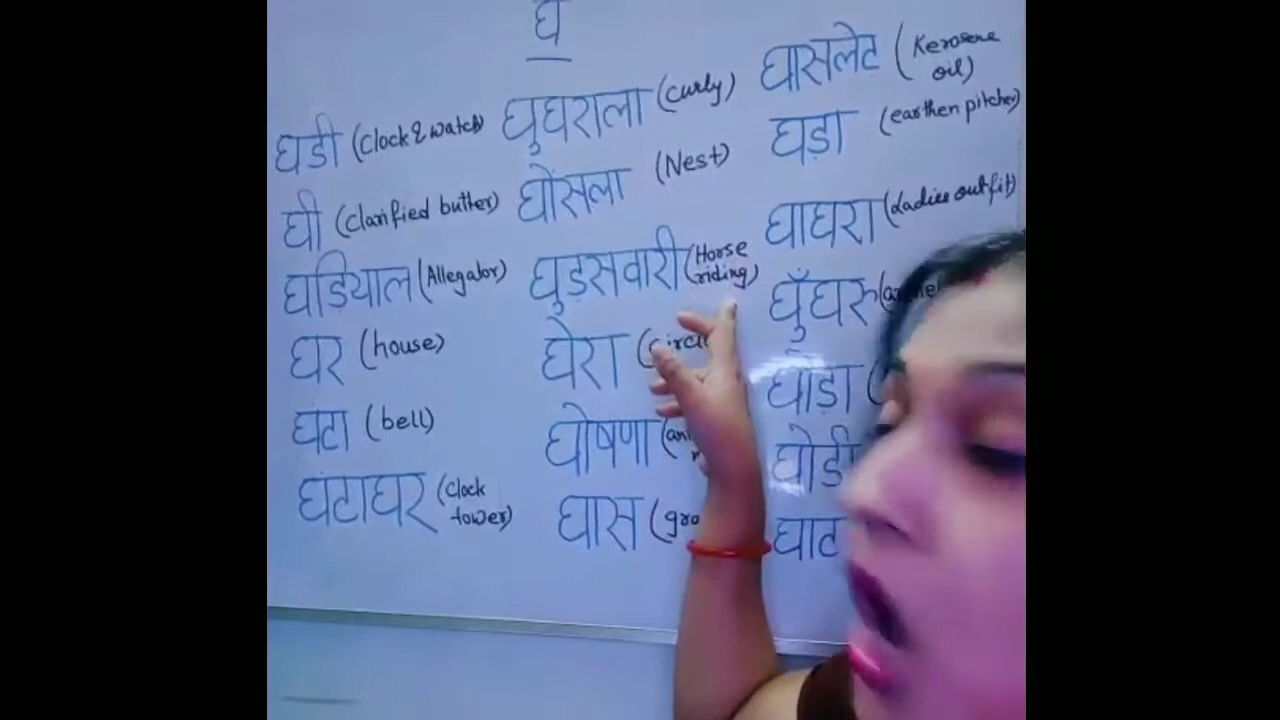 घ
घडी (Clock & watch)
घी (Clarified butter)
घड़ियाल (Allegator)
घर (house)
घंटा (bell)
घंटाघर (Clock
tower)
घुघराला (curly)
घोंसला (Nest)
घुड़सवारी (Horse
riding)
घेरा
घोषणा
घास
घासलेट (Kerosene
oil)
घड़ा (earthen pitcher)
घाघरा (Ladies outfit)
घुँघरू
घोड़ा
घोड़ी
घाट